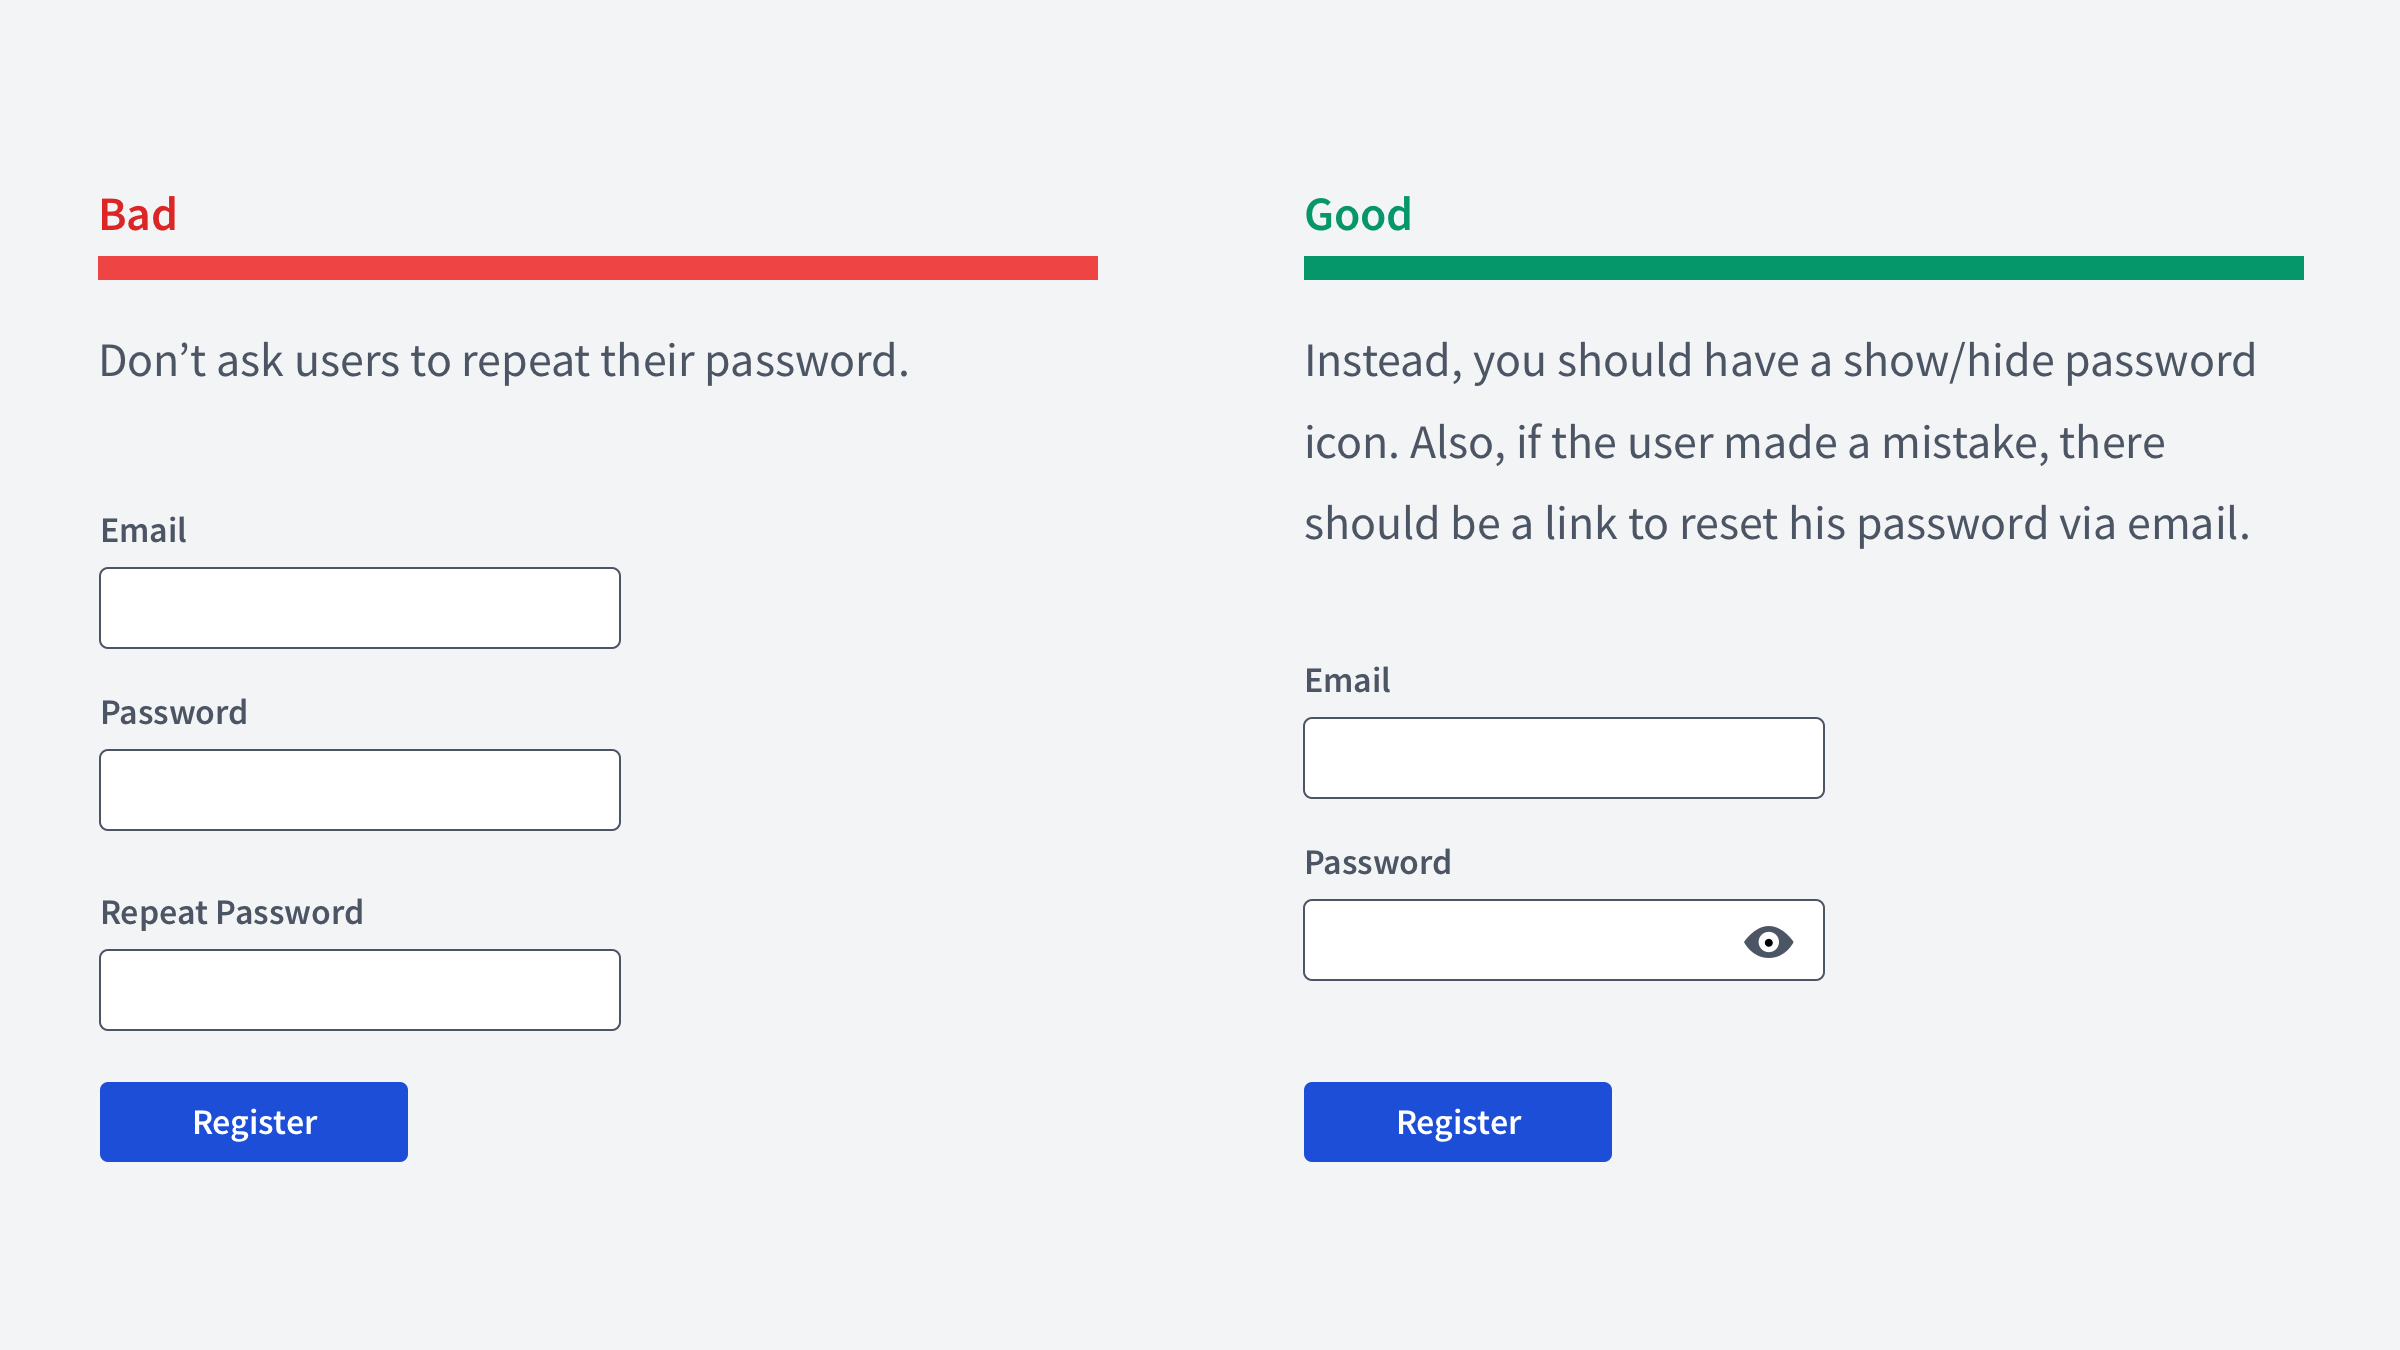 Bad
Don’t ask users to repeat their password.
Email
Password
Repeat Password
Register
Good
Instead, you should have a show/hide password
icon. Also, if the user made a mistake, there
should be a link to reset his password via email.
Email
Password
Register